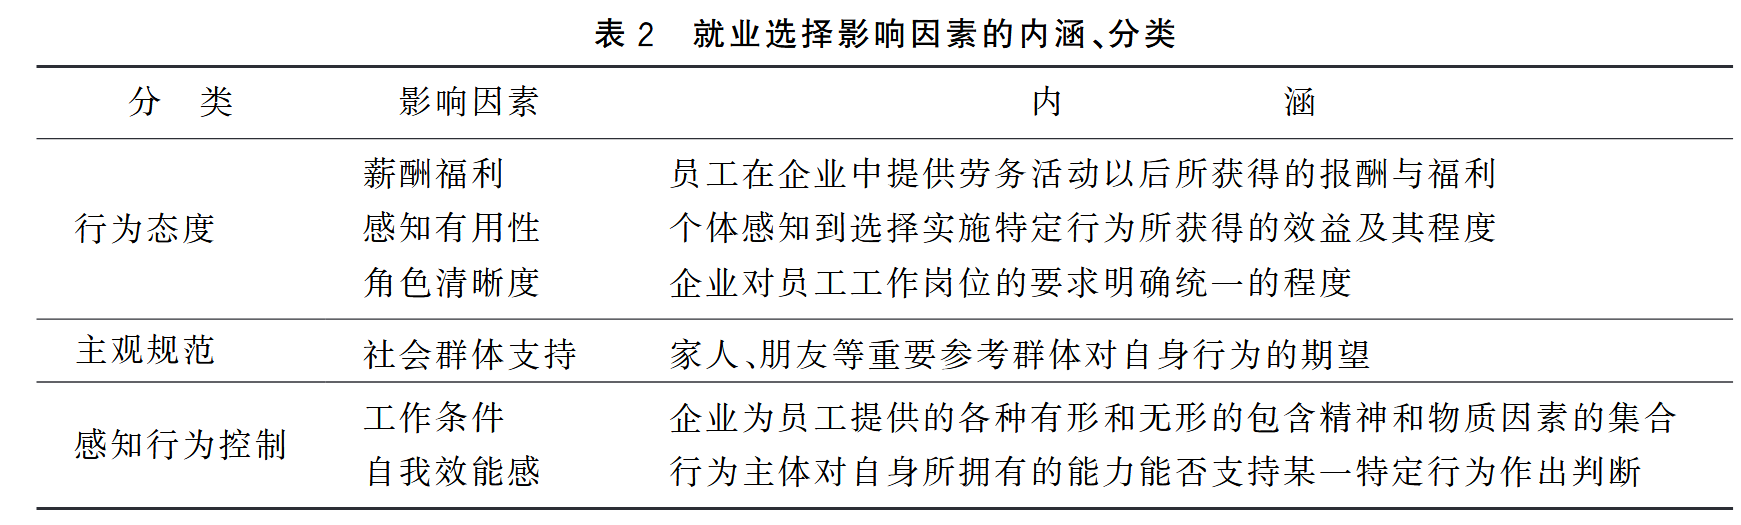 表 2 就业选择影响因素的内涵、分类
分 类 影响因素 内 涵
薪酬福利 员工在企业中提供劳务活动以后所获得的报酬与福利
行为态度 感知有用性 个体感知到选择实施特定行为所获得的效益及其程度
角色清晰度 企业对员工工作岗位的要求明确统一的程度
主观规范 社会群体支持 家人、朋友等重要参考群体对自身行为的期望
工作条件 企业为员工提供的各种有形和无形的包含精神和物质因素的集合
感知行为控制
自我效能感 行为主体对自身所拥有的能力能否支持某一特定行为作出判断